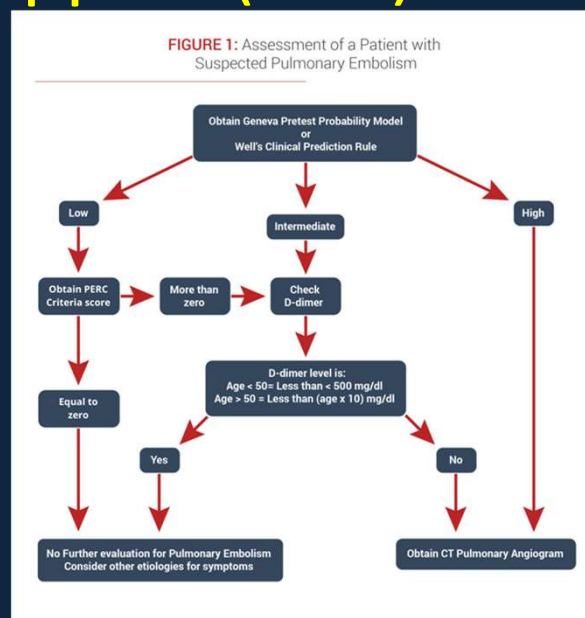 FIGURE 1: Assessment of a Patient with
Suspected Pulmonary Embolism
Obtain Geneva Pretest Probability Model
or
Well's Clinical Prediction Rule
Low
Intermediate
High
Obtain PERC
Criteria score
More than
zero
Check
D-dimer
D-dimer level is:
Age < 50= Less than < 500 mg/dl
Age > 50 = Less than (age x 10) mg/dl
Equal to
zero
Yes
No
No Further evaluation for Pulmonary Embolism
Consider other etiologies for symptoms
Obtain CT Pulmonary Angiogram